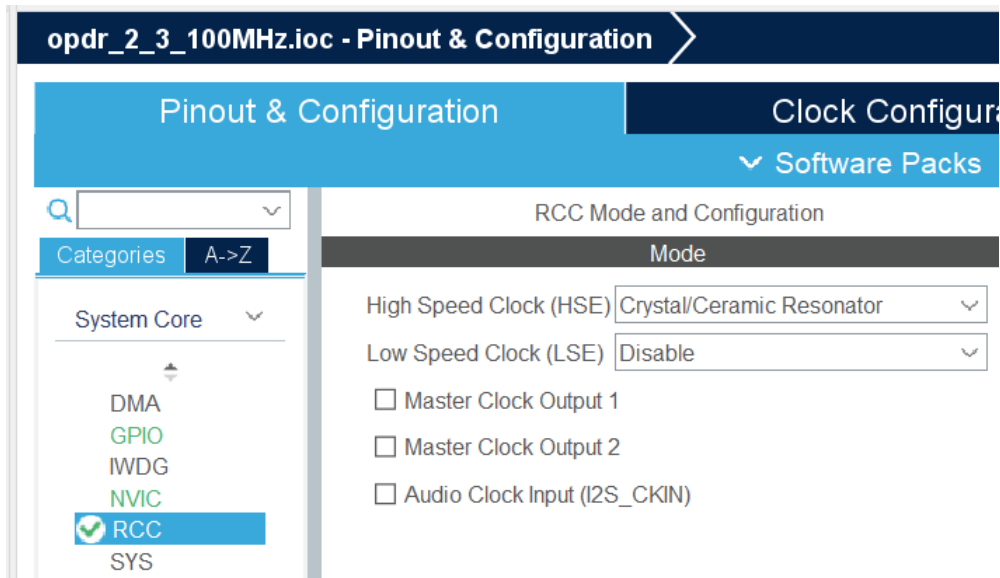 opdr_2_3_100MHz.ioc - Pinout & Configuration
Pinout & Configuration
Clock Configura
Software Packs
RCC Mode and Configuration
Categories
A->Z
Mode
System Core
High Speed Clock (HSE) Crystal/Ceramic Resonator
Low Speed Clock (LSE) Disable
Master Clock Output 1
Master Clock Output 2
Audio Clock Input (I2S_CKIN)
DMA
GPIO
IWDG
NVIC
RCC
SYS